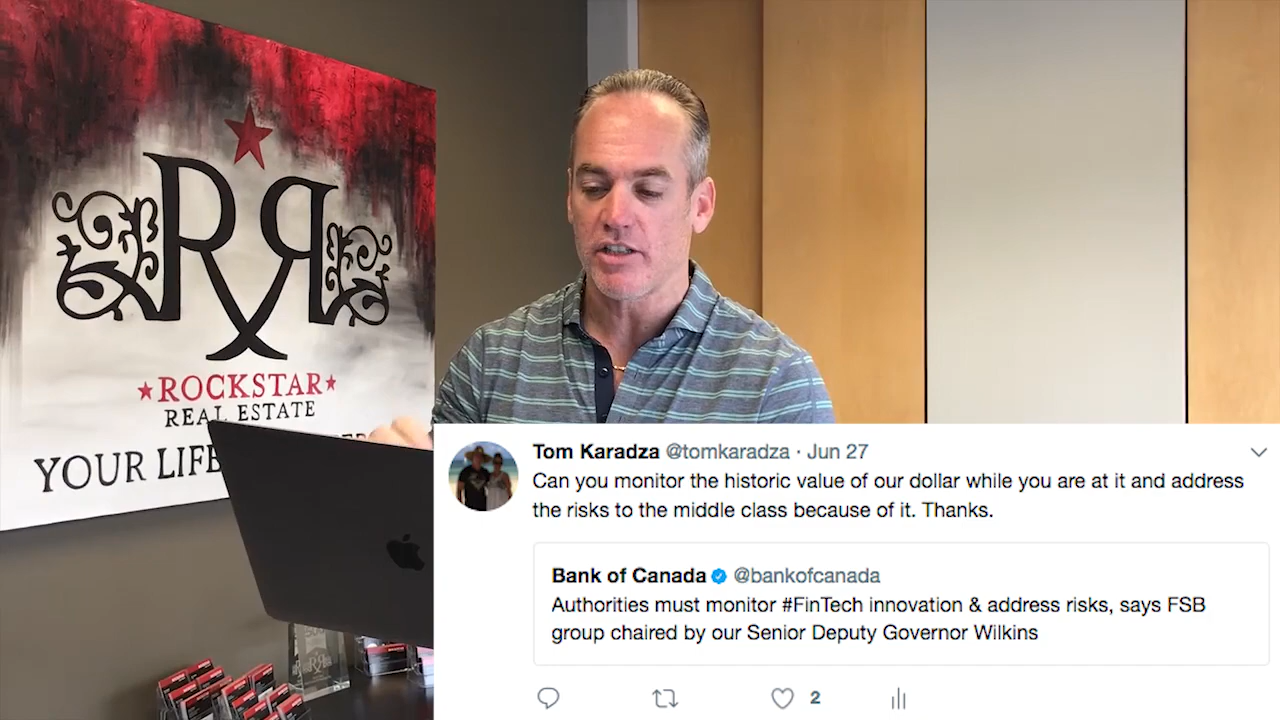 RR
ROCKSTAR
REAL ESTATE
YOUR LIFE
Tom Karadza @tomkaradza · Jun 27
Can you monitor the historic value of our dollar while you are at it and address
the risks to the middle class because of it. Thanks.
Bank of Canada @bankofcanada
Authorities must monitor #FinTech innovation & address risks, says FSB
group chaired by our Senior Deputy Governor Wilkins
2